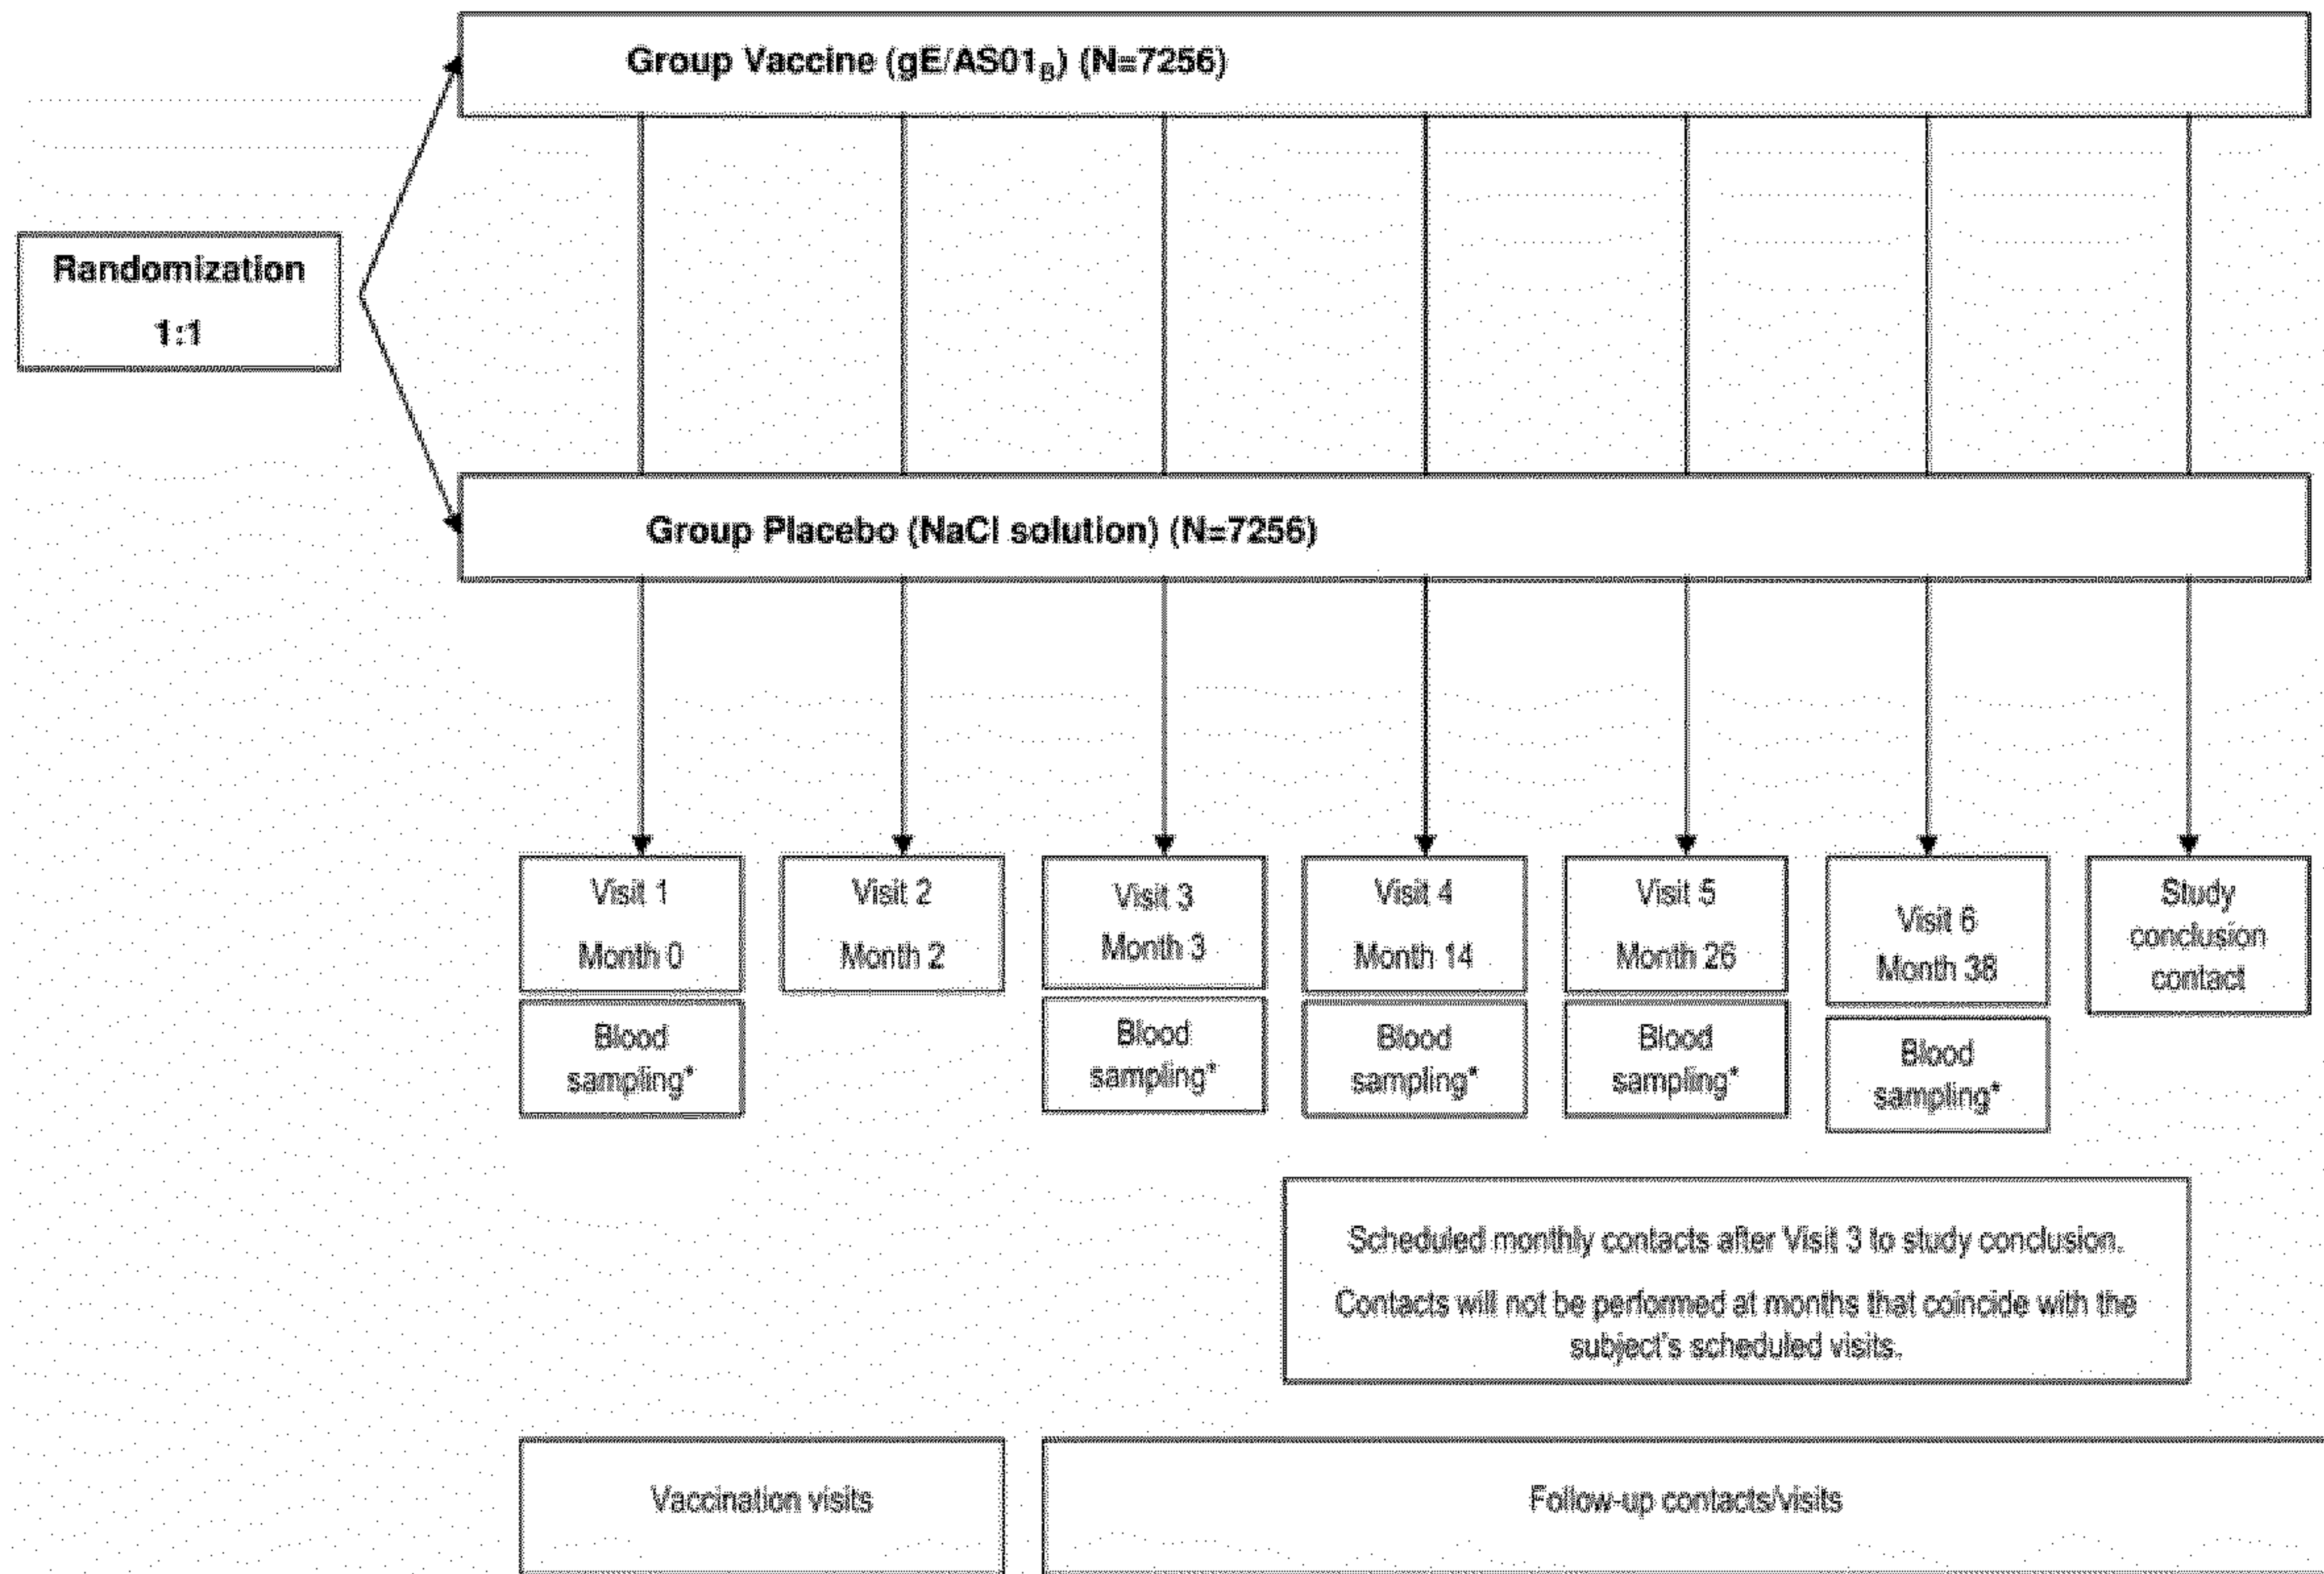 Group Vaccine (gE/AS01B) (N=7256)
Randomization
1:1
Group Placebo (NaCl solution) (N=7256)
Visit 1
Month 0
Blood
sampling*
Visit 2
Month 2
Visit 3
Month 3
Blood
sampling*
Visit 4
Month 14
Blood
sampling*
Visit 5
Month 26
Blood
sampling*
Visit 6
Month 38
Blood
sampling*
Study
conclusion
contact
Scheduled monthly contacts after Visit 3 to study conclusion.
Contacts will not be performed at months that coincide with the
subject's scheduled visits.
Vaccination visits
Follow-up contacts/visits